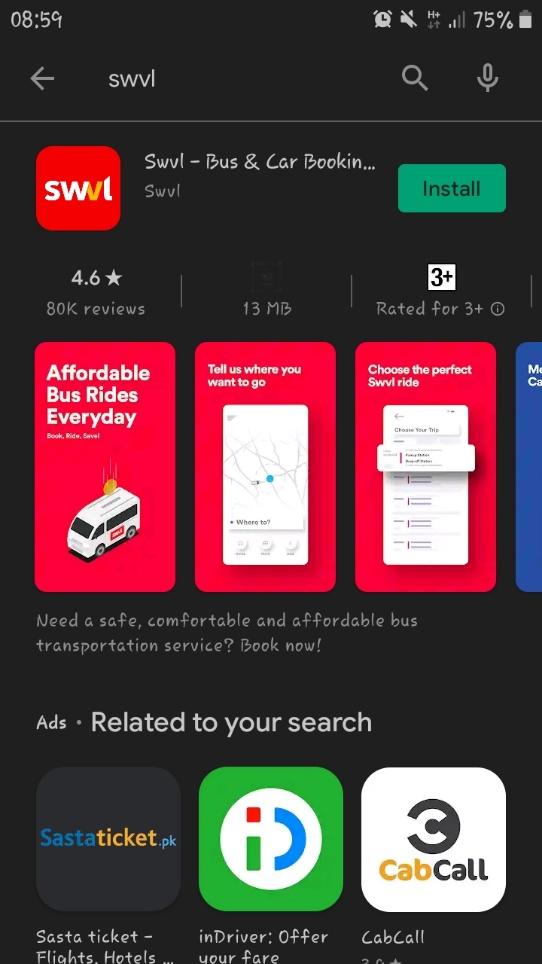 08:59
H+
75%
swvl
swvl
Swvl - Bus & Car Bookin...
Swvl
Install
4.6 ★
80K reviews
13 MB
3+
Rated for 3+
Affordable
Bus Rides
Everyday
Book, Ride, Save!
Tell us where you
want to go
Where to?
Choose the perfect
Swvl ride
Choose Your Trip
Me
Ca
Need a safe, comfortable and affordable bus
transportation service? Book now!
Ads • Related to your search
Sastaticket.pk
iD
CabCall
Sasta ticket -
Flights, Hotels ...
inDriver: Offer
your fare
CabCall
3.9 ★